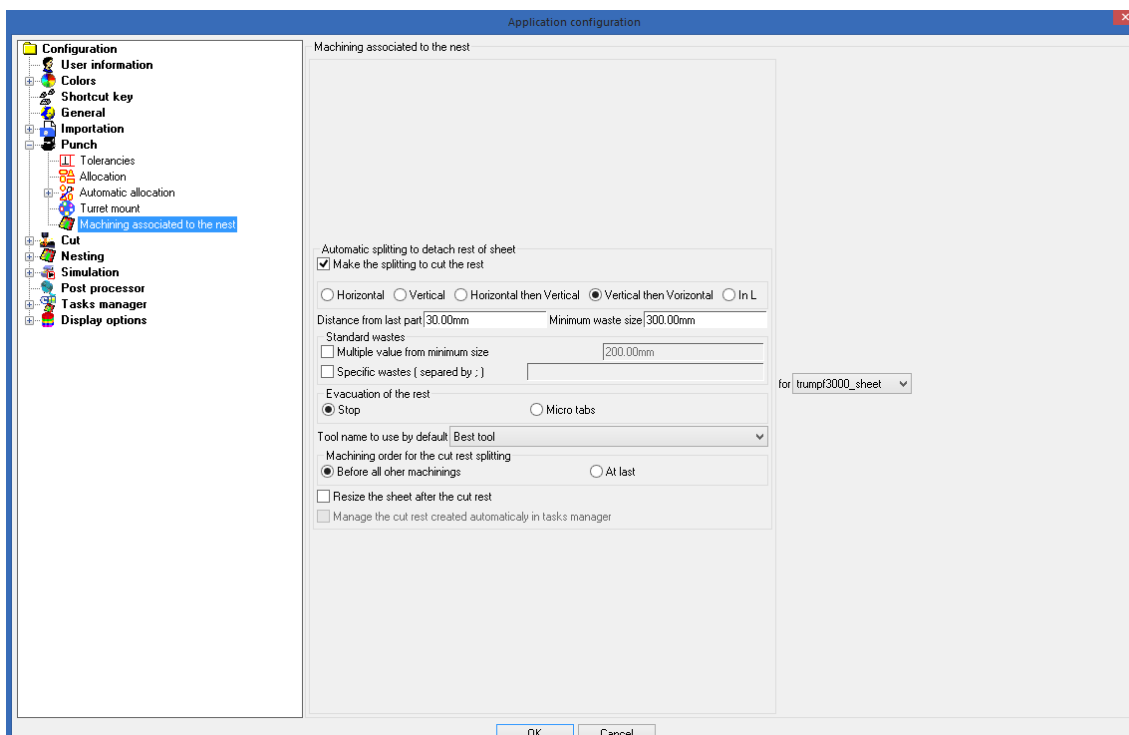 Application configuration
Configuration
User information
Colors
Shortcut key
General
Importation
Punch
Tolerancies
Allocation
Automatic allocation
Turret mount
Machining associated to the nest
Cut
Nesting
Simulation
Post processor
Tasks manager
Display options
Machining associated to the nest
Automatic splitting to detach rest of sheet
Make the splitting to cut the rest
Horizontal Vertical Horizontal then Vertical Vertical then Vorizontal In L
Distance from last part 30.00mm Minimum waste size 300.00mm
Standard wastes
Multiple value from minimum size 200.00mm
Specific wastes ( separed by ; )
for trumpf3000_sheet
Evacuation of the rest
Stop Micro tabs
Tool name to use by default Best tool
Machining order for the cut rest splitting
Before all oher machinings At last
Resize the sheet after the cut rest
Manage the cut rest created automaticaly in tasks manager
OK Cancel